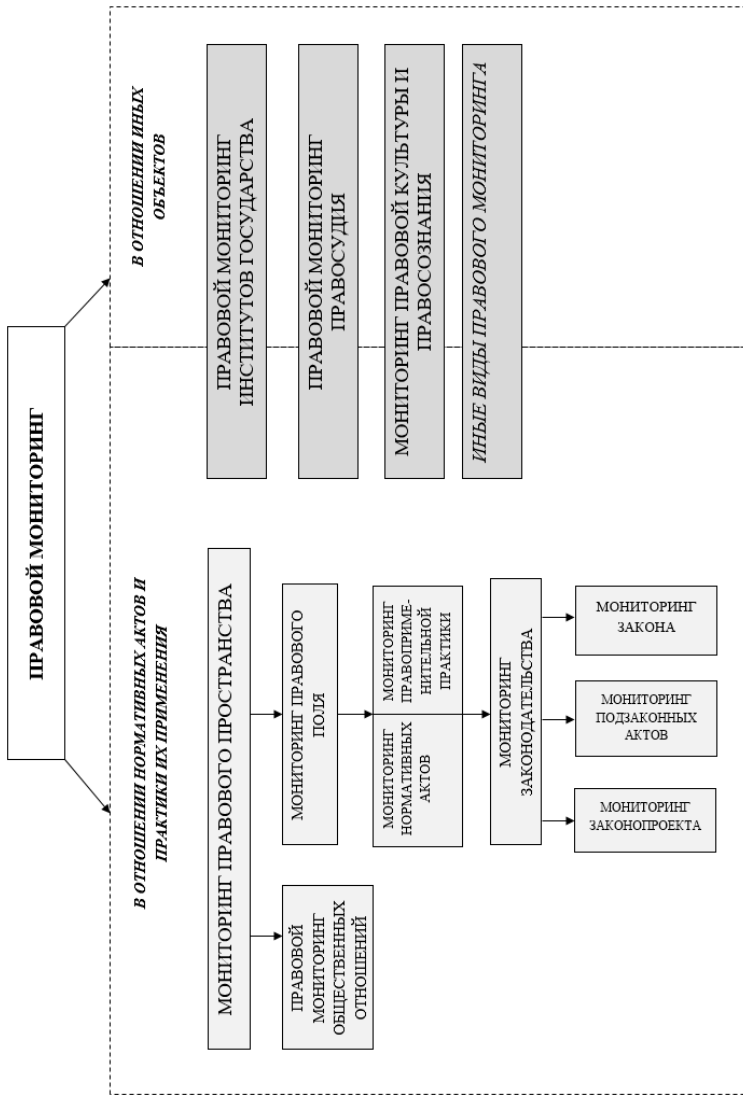 ПРАВОВОЙ МОНИТОРИНГ
В ОТНОШЕНИИ НОРМАТИВНЫХ АКТОВ И
ПРАКТИКИ ИХ ПРИМЕНЕНИЯ
МОНИТОРИНГ ПРАВОВОГО ПРОСТРАНСТВА
ПРАВОВОЙ
МОНИТОРИНГ
ОБЩЕСТВЕННЫХ
ОТНОШЕНИЙ
МОНИТОРИНГ ПРАВОВОГО
ПОЛЯ
МОНИТОРИНГ
НОРМАТИВНЫХ
АКТОВ
МОНИТОРИНГ
ПРАВОПРИМЕ-
НИТЕЛЬНОЙ
ПРАКТИКИ
МОНИТОРИНГ
ЗАКОНОДАТЕЛЬСТВА
МОНИТОРИНГ
ЗАКОНОПРОЕКТА
МОНИТОРИНГ
ПОДЗАКОННЫХ
АКТОВ
МОНИТОРИНГ
ЗАКОНА
В ОТНОШЕНИИ ИНЫХ
ОБЪЕКТОВ
ПРАВОВОЙ МОНИТОРИНГ
ИНСТИТУТОВ ГОСУДАРСТВА
ПРАВОВОЙ МОНИТОРИНГ
ПРАВОСУДИЯ
МОНИТОРИНГ ПРАВОВОЙ КУЛЬТУРЫ И
ПРАВОСОЗНАНИЯ
ИНЫЕ ВИДЫ ПРАВОВОГО МОНИТОРИНГА